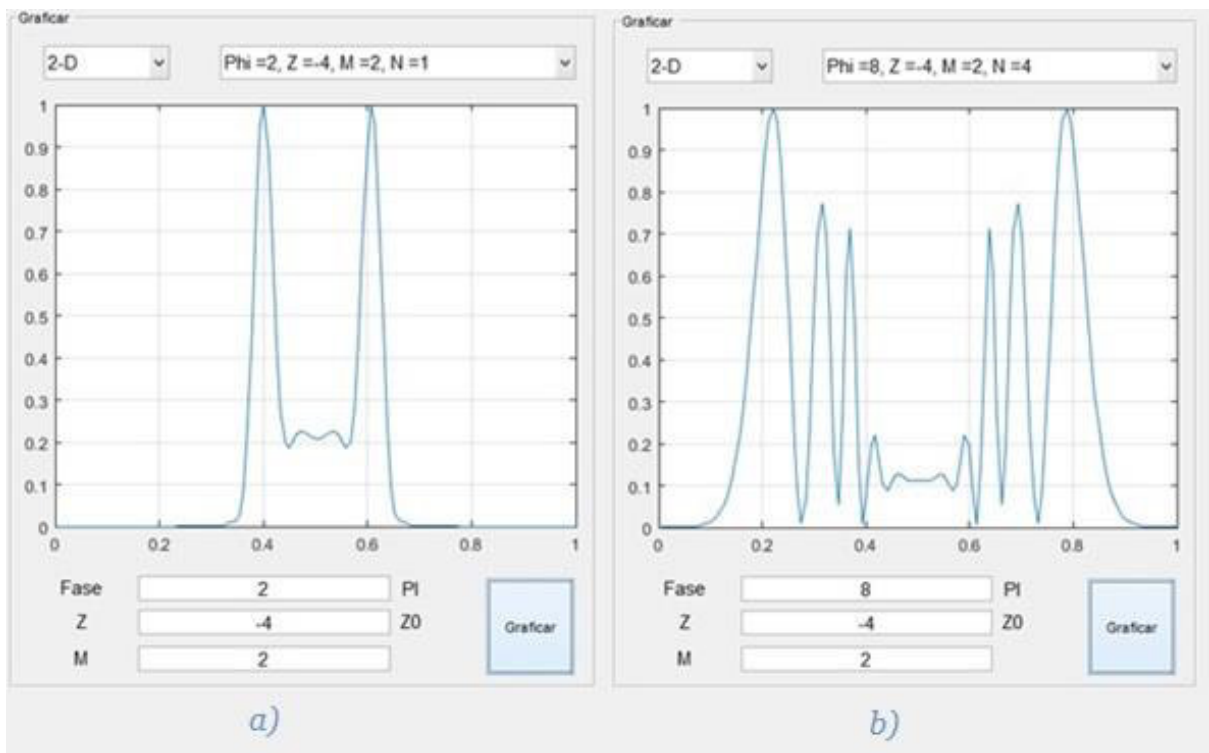 Graficar
2-D
Phi =2, Z =-4, M =2, N =1
1
0.9
0.8
0.7
0.6
0.5
0.4
0.3
0.2
0.1
0
0 0.2 0.4 0.6 0.8 1
Fase 2 PI
Z -4 Z0
M 2
Graficar
a)
Graficar
2-D
Phi =8, Z =-4, M =2, N =4
1
0.9
0.8
0.7
0.6
0.5
0.4
0.3
0.2
0.1
0
0 0.2 0.4 0.6 0.8 1
Fase 8 PI
Z -4 Z0
M 2
Graficar
b)